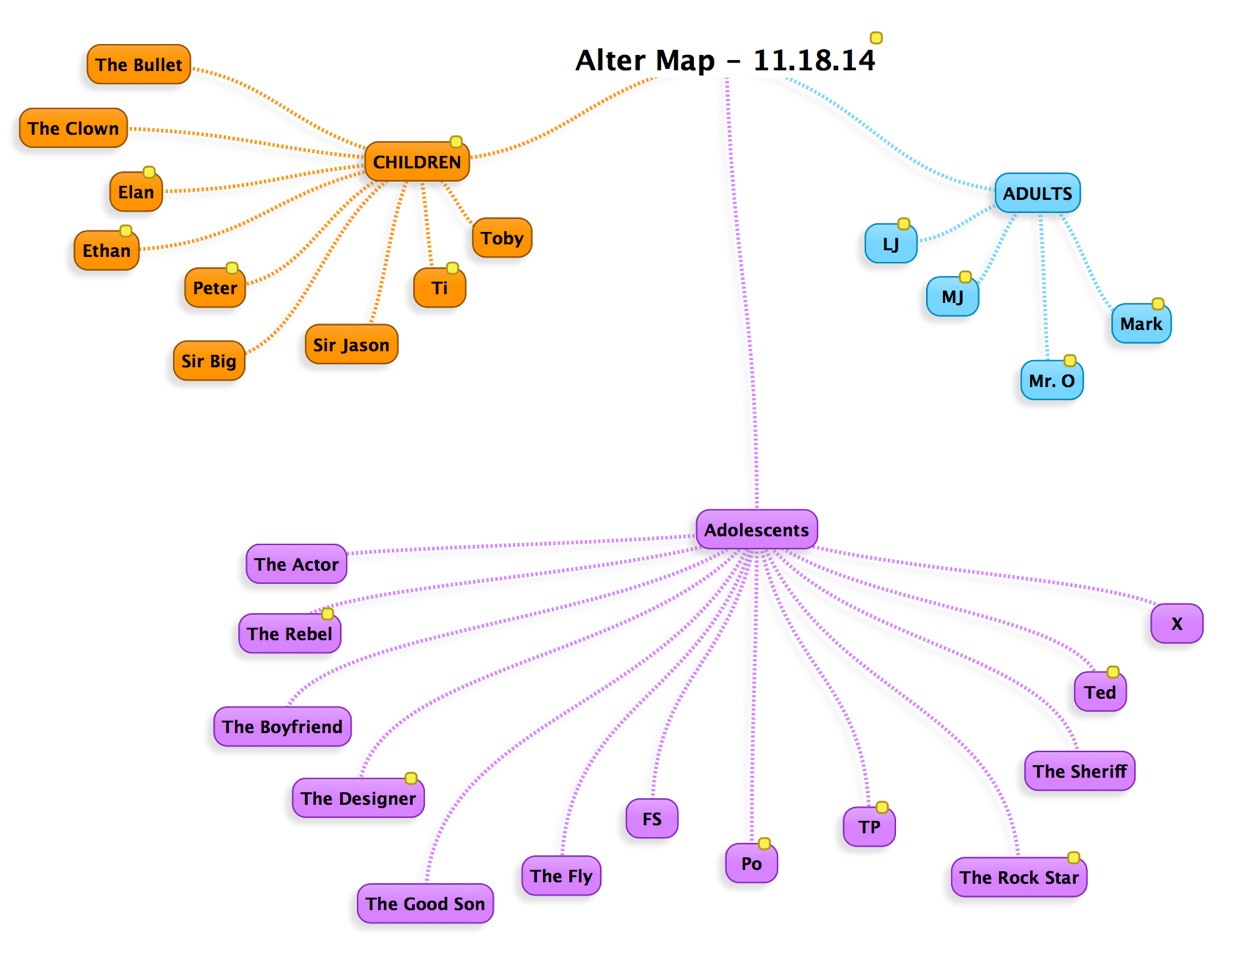 Alter Map – 11.18.14
CHILDREN
The Bullet
The Clown
Elan
Ethan
Peter
Sir Big
Sir Jason
Ti
Toby
ADULTS
LJ
MJ
Mr. O
Mark
Adolescents
The Actor
The Rebel
The Boyfriend
The Designer
The Good Son
The Fly
FS
Po
TP
The Rock Star
The Sheriff
Ted
X